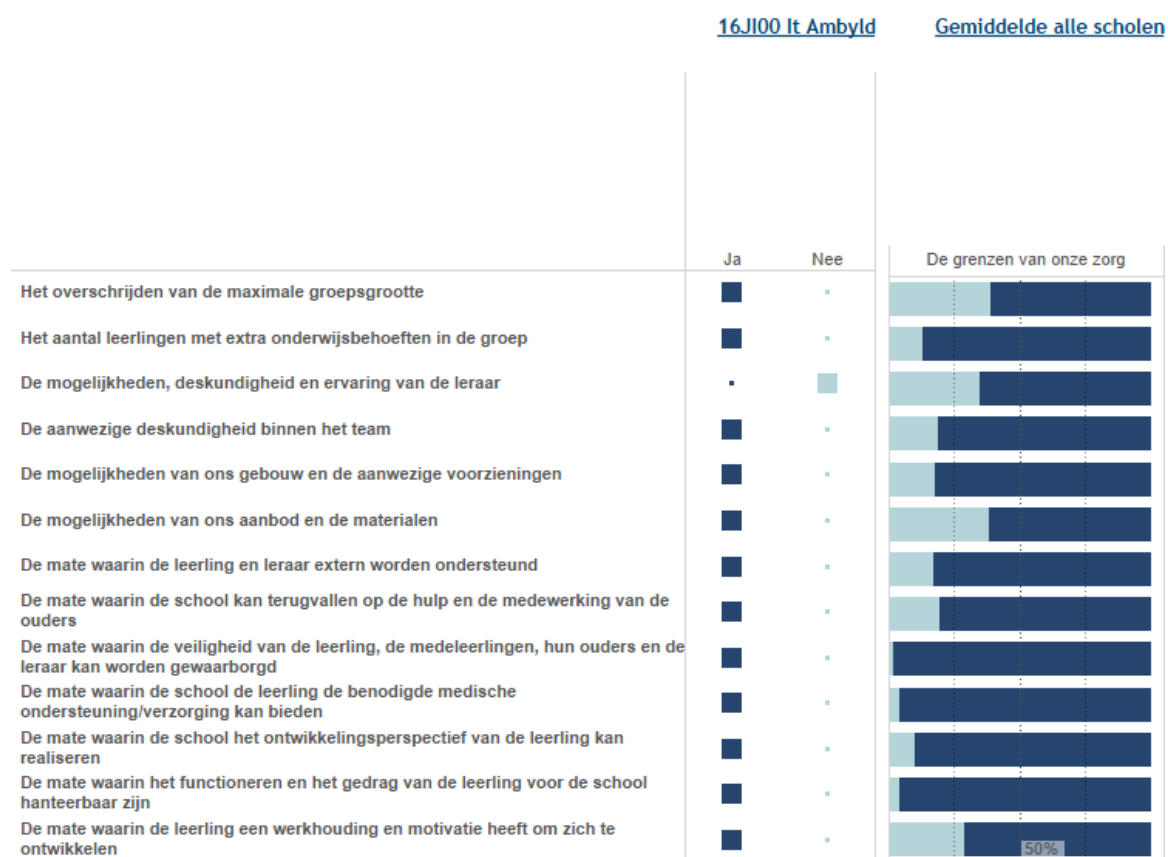 16JI00 It Ambyld Gemiddelde alle scholen
Ja Nee De grenzen van onze zorg
Het overschrijden van de maximale groepsgrootte
Het aantal leerlingen met extra onderwijsbehoeften in de groep
De mogelijkheden, deskundigheid en ervaring van de leraar
De aanwezige deskundigheid binnen het team
De mogelijkheden van ons gebouw en de aanwezige voorzieningen
De mogelijkheden van ons aanbod en de materialen
De mate waarin de leerling en leraar extern worden ondersteund
De mate waarin de school kan terugvallen op de hulp en de medewerking van de
ouders
De mate waarin de veiligheid van de leerling, de medeleerlingen, hun ouders en de
leraar kan worden gewaarborgd
De mate waarin de school de leerling de benodigde medische
ondersteuning/verzorging kan bieden
De mate waarin de school het ontwikkelingsperspectief van de leerling kan
realiseren
De mate waarin het functioneren en het gedrag van de leerling voor de school
hanteerbaar zijn
De mate waarin de leerling een werkhouding en motivatie heeft om zich te
ontwikkelen
50%